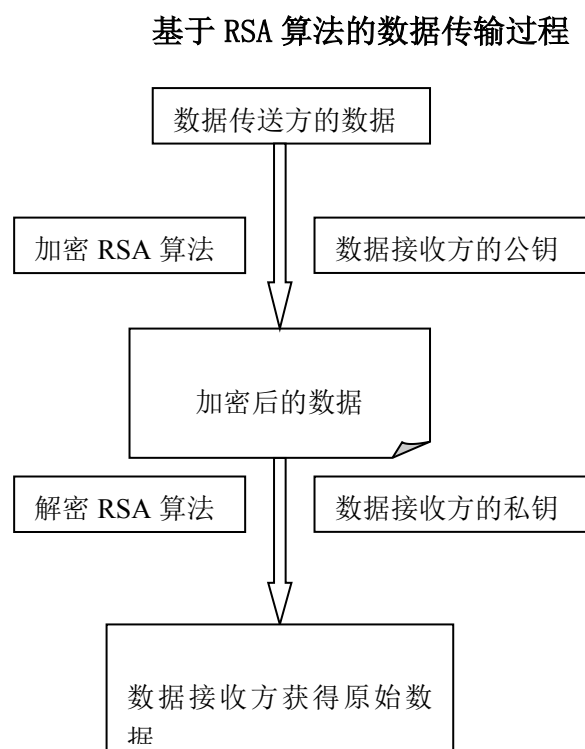 基于 RSA 算法的数据传输过程
数据传送方的数据
加密 RSA 算法
数据接收方的公钥
加密后的数据
解密 RSA 算法
数据接收方的私钥
数据接收方获得原始数
据